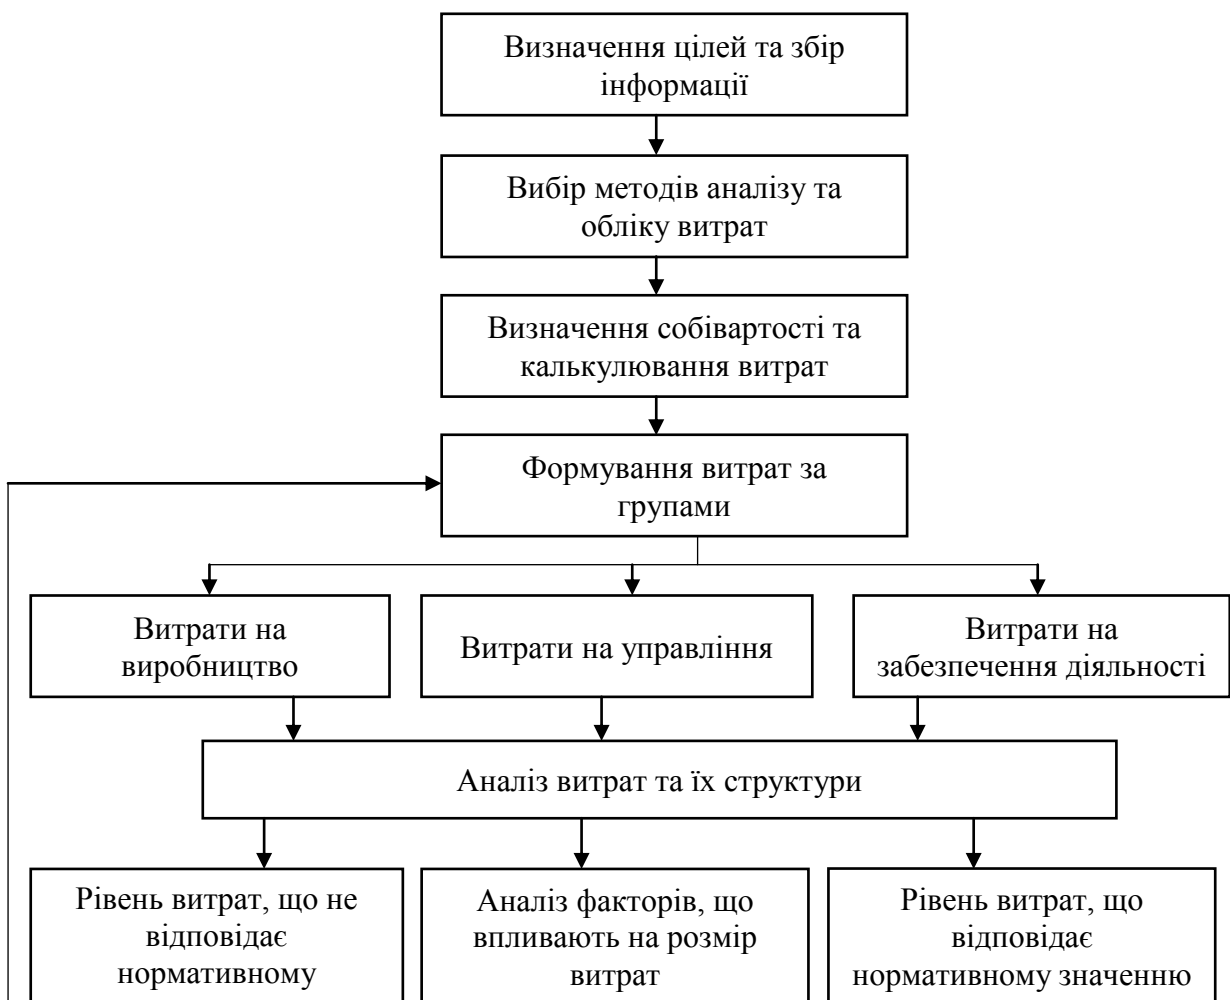 Визначення цілей та збір
інформації
Вибір методів аналізу та
обліку витрат
Визначення собівартості та
калькулювання витрат
Формування витрат за
групами
Витрати на
виробництво
Витрати на управління
Витрати на
забезпечення діяльності
Аналіз витрат та їх структури
Рівень витрат, що не
відповідає
нормативному
Аналіз факторів, що
впливають на розмір
витрат
Рівень витрат, що
відповідає
нормативному значенню